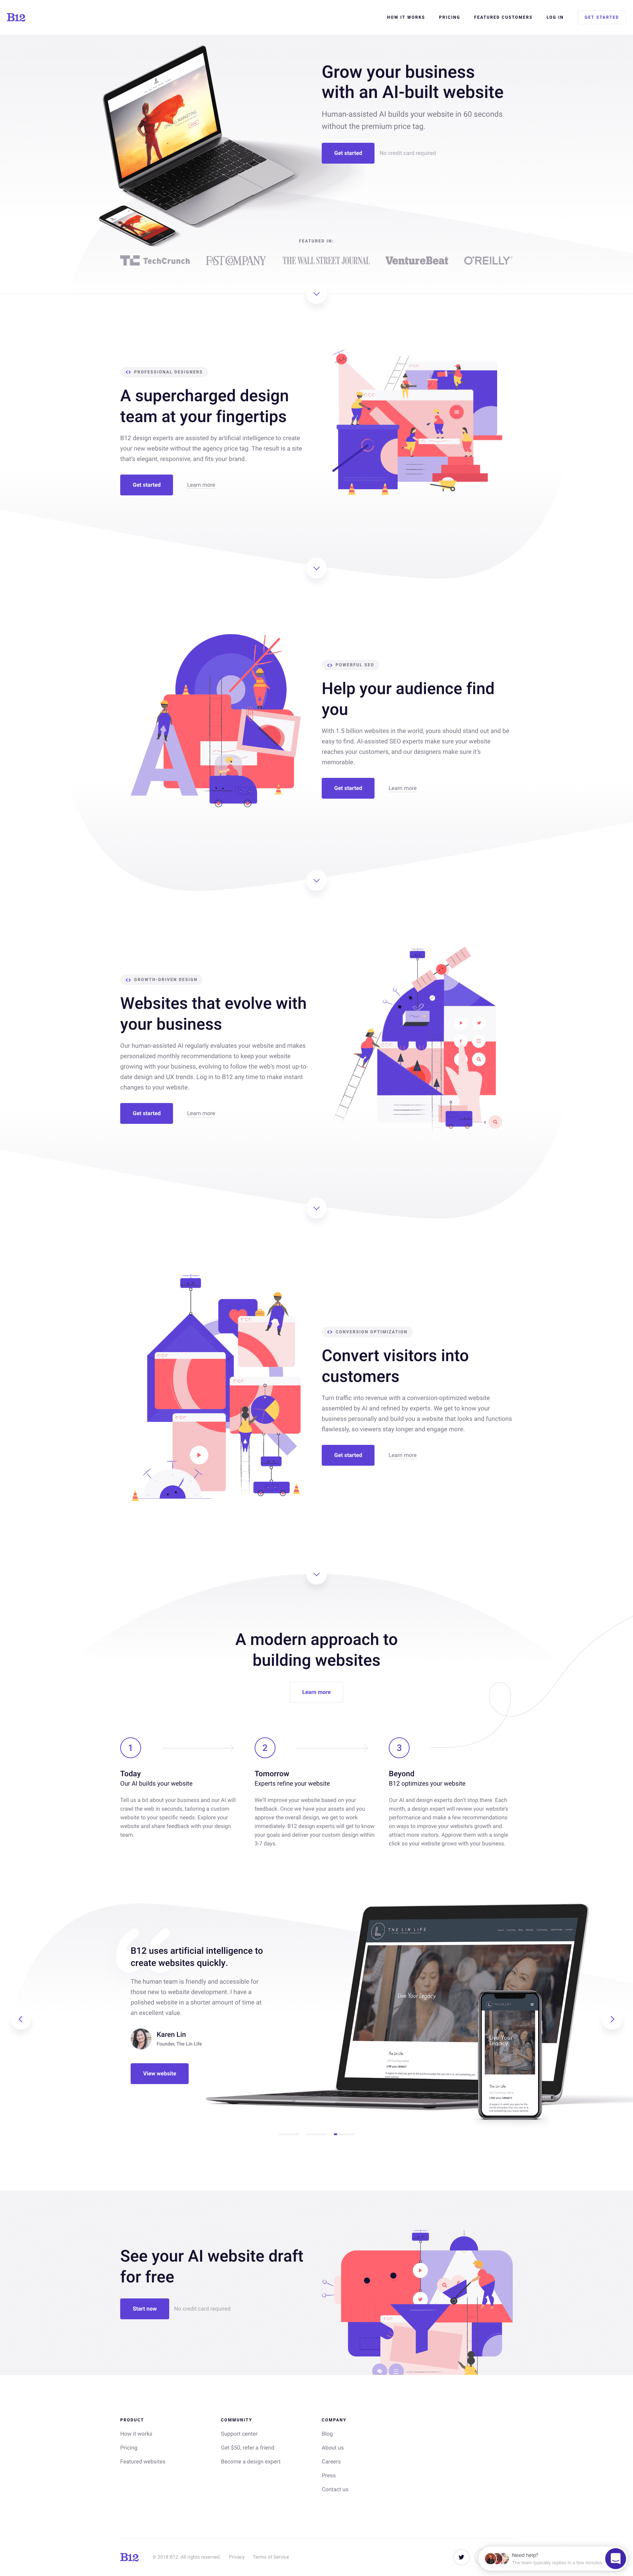 B12
HOW IT WORKS
PRICING
FEATURED CUSTOMERS
LOG IN
GET STARTED
Grow your business
with an AI-built website
Human-assisted AI builds your website in 60 seconds
without the premium price tag.
Get started
No credit card required
FEATURED IN:
TechCrunch
FAST COMPANY
THE WALL STREET JOURNAL
VentureBeat
O'REILLY
PROFESSIONAL DESIGNERS
A supercharged design
team at your fingertips
B12 design experts are assisted by artificial intelligence to create
your new website without the agency price tag. The result is a site
that's elegant, responsive, and fits your brand.
Get started
Learn more
POWERFUL SEO
Help your audience find
you
With 1.5 billion websites in the world, yours should stand out and be
easy to find. AI-assisted SEO experts make sure your website
reaches your customers, and our designers make sure it's
memorable.
Get started
Learn more
GROWTH-DRIVEN DESIGN
Websites that evolve with
your business
Our human-assisted AI regularly evaluates your website and makes
personalized monthly recommendations to keep your website
growing with your business, evolving to follow the web's most up-to-
date design and UX trends. Log in to B12 any time to make instant
changes to your website.
Get started
Learn more
CONVERSION OPTIMIZATION
Convert visitors into
customers
Turn traffic into revenue with a conversion-optimized website
assembled by AI and refined by experts. We get to know your
business personally and build you a website that looks and functions
flawlessly, so viewers stay longer and engage more.
Get started
Learn more
A modern approach to
building websites
Learn more
1
Today
Our AI builds your website
Tell us a bit about your business and our AI will
crawl the web in seconds, tailoring a custom
website to your specific needs. Explore your
website and share feedback with your design
team.
2
Tomorrow
Experts refine your website
We'll improve your website based on your
feedback. Once we have your assets and you
approve the overall design, we get to work
immediately. B12 design experts will get to know
your goals and deliver your custom design within
3-7 days.
3
Beyond
B12 optimizes your website
Our AI and design experts don't stop there. Each
month, a design expert will review your website's
performance and make a few recommendations
on ways to improve your website's growth and
attract more visitors. Approve them with a single
click so your website grows with your business.
B12 uses artificial intelligence to
create websites quickly.
The human team is friendly and accessible for
those new to website development. I have a
polished website in a shorter amount of time at
an excellent value.
Karen Lin
Founder, The Lin Life
View website
THE LIN LIFE
Live Your Legacy
The Lin Life
Live Your
Legacy
The Lin Life
See your AI website draft
for free
Start now
No credit card required
PRODUCT
How it works
Pricing
Featured websites
COMMUNITY
Support center
Get $50, refer a friend
Become a design expert
COMPANY
Blog
About us
Careers
Press
Contact us
B12
© 2018 B12. All rights reserved.
Privacy
Terms of Service
Need help?
The team typically replies in a few minutes.